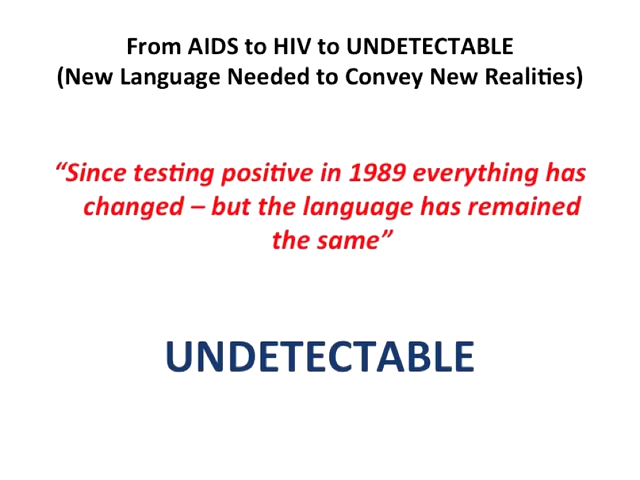 From AIDS to HIV to UNDETECTABLE
(New Language Needed to Convey New Realities)
“Since testing positive in 1989 everything has
changed – but the language has remained
the same”
UNDETECTABLE